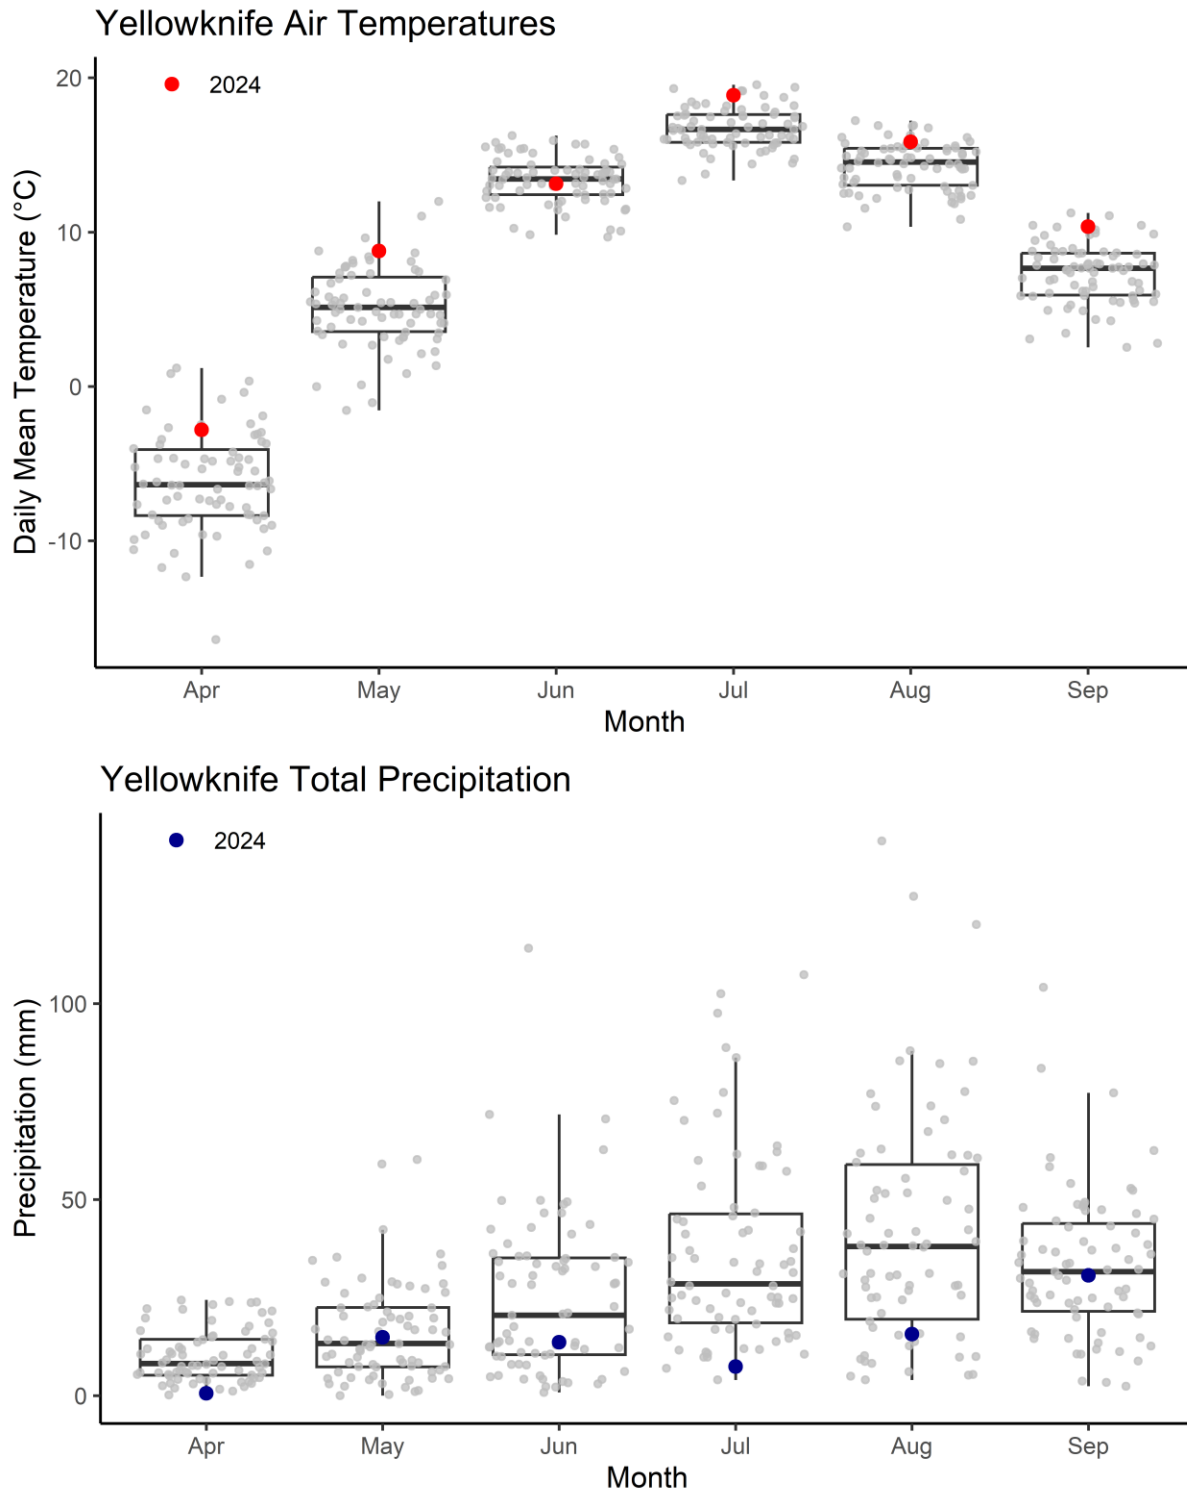 Yellowknife Air Temperatures
2024
20
10
0
-10
Daily Mean Temperature (°C)
Apr May Jun Jul Aug Sep
Month
Yellowknife Total Precipitation
2024
100
50
0
Precipitation (mm)
Apr May Jun Jul Aug Sep
Month